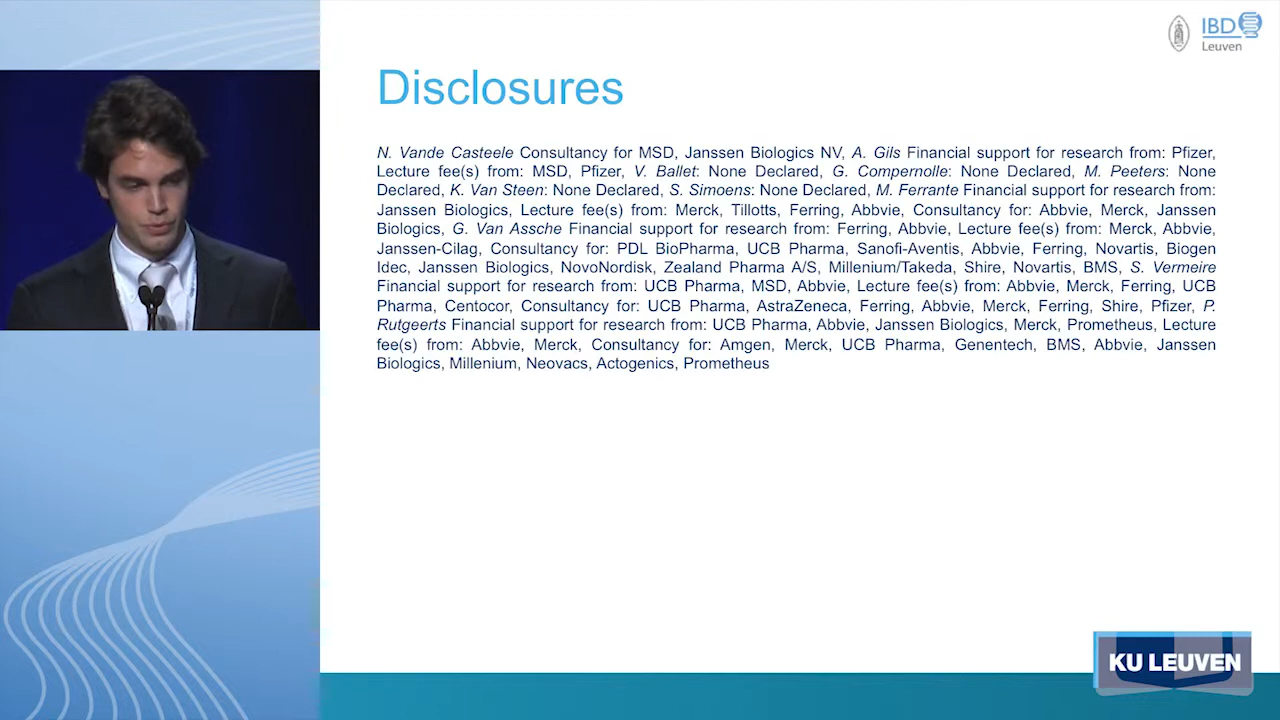 IBD
Leuven
Disclosures
N. Vande Casteele Consultancy for MSD, Janssen Biologics NV, A. Gils Financial support for research from: Pfizer,
Lecture fee(s) from: MSD, Pfizer, V. Ballet: None Declared, G. Compernolle: None Declared, M. Peeters: None
Declared, K. Van Steen: None Declared, S. Simoens: None Declared, M. Ferrante Financial support for research from:
Janssen Biologics, Lecture fee(s) from: Merck, Tillotts, Ferring, Abbvie, Consultancy for: Abbvie, Merck, Janssen
Biologics, G. Van Assche Financial support for research from: Ferring, Abbvie, Lecture fee(s) from: Merck, Abbvie,
Janssen-Cilag, Consultancy for: PDL BioPharma, UCB Pharma, Sanofi-Aventis, Abbvie, Ferring, Novartis, Biogen
Idec, Janssen Biologics, NovoNordisk, Zealand Pharma A/S, Millenium/Takeda, Shire, Novartis, BMS, S. Vermeire
Financial support for research from: UCB Pharma, MSD, Abbvie, Lecture fee(s) from: Abbvie, Merck, Ferring, UCB
Pharma, Centocor, Consultancy for: UCB Pharma, AstraZeneca, Ferring, Abbvie, Merck, Ferring, Shire, Pfizer, P.
Rutgeerts Financial support for research from: UCB Pharma, Abbvie, Janssen Biologics, Merck, Prometheus, Lecture
fee(s) from: Abbvie, Merck, Consultancy for: Amgen, Merck, UCB Pharma, Genentech, BMS, Abbvie, Janssen
Biologics, Millenium, Neovacs, Actogenics, Prometheus
KU LEUVEN